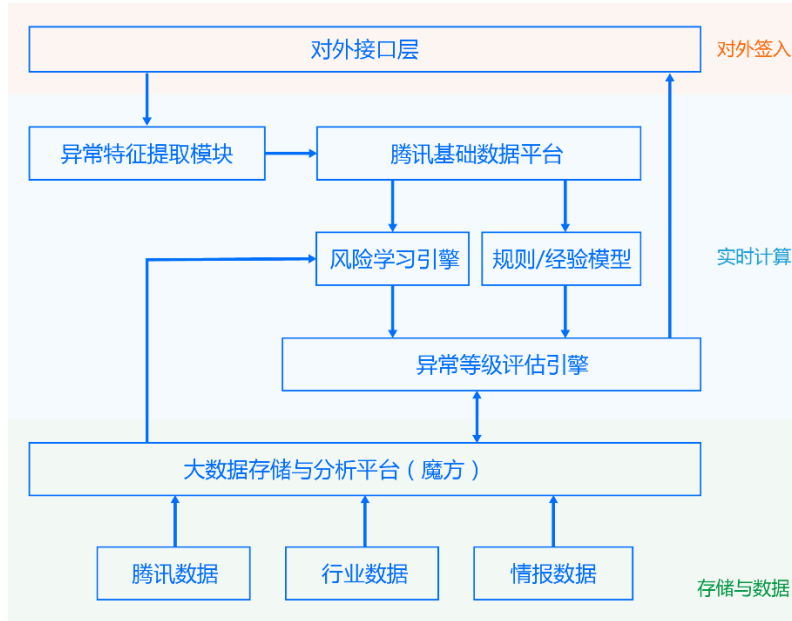 对外接口层
对外签入
异常特征提取模块
腾讯基础数据平台
风险学习引擎
规则/经验模型
实时计算
异常等级评估引擎
大数据存储与分析平台（魔方）
腾讯数据
行业数据
情报数据
存储与数据